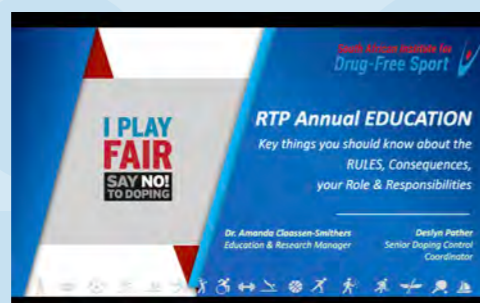 South African Institute for
Drug-Free Sport
I PLAY
FAIR
SAY NO!
TO DOPING
RTP Annual EDUCATION
Key things you should know about the
RULES, Consequences,
your Role & Responsibilities
Dr. Amanda Claassen-Smithers
Education & Research Manager
Deslyn Pather
Senior Doping Control
Coordinator